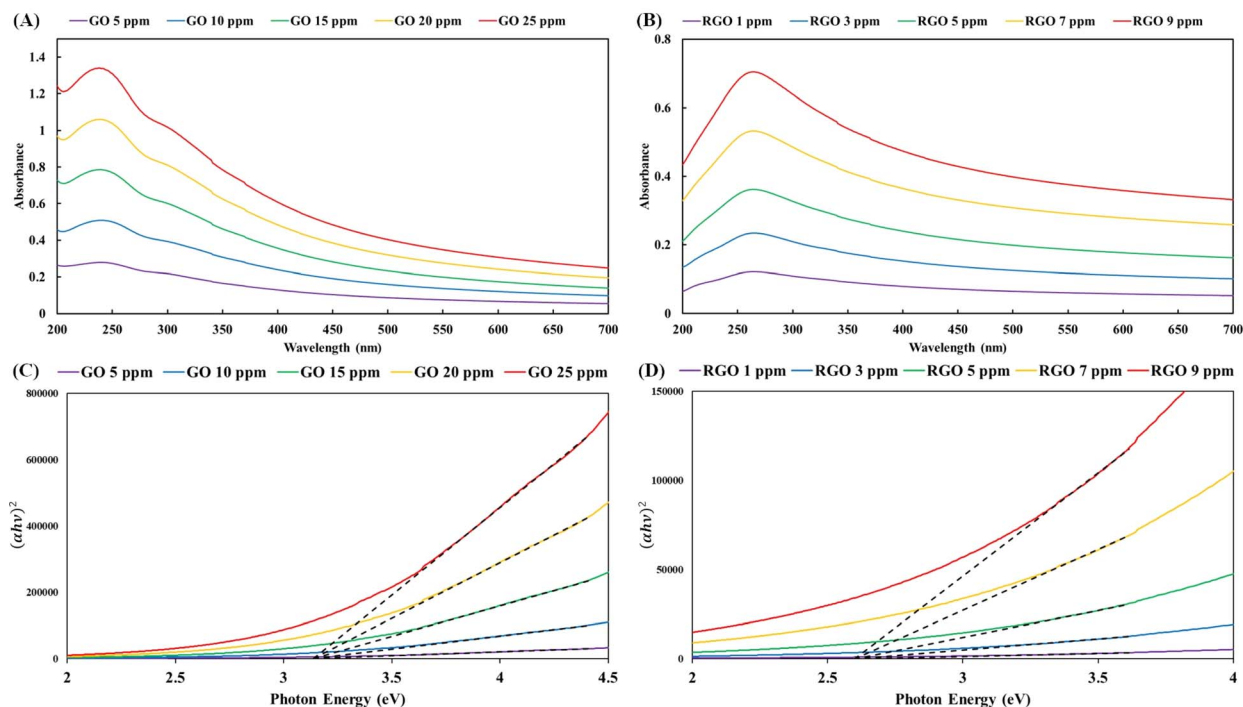 (A)
GO 5 ppm GO 10 ppm GO 15 ppm GO 20 ppm GO 25 ppm
1.4
1.2
1
0.8
0.6
0.4
0.2
0
Absorbance
200 250 300 350 400 450 500 550 600 650 700
Wavelength (nm)
(B)
RGO 1 ppm RGO 3 ppm RGO 5 ppm RGO 7 ppm RGO 9 ppm
0.8
0.6
0.4
0.2
0
Absorbance
200 250 300 350 400 450 500 550 600 650 700
Wavelength (nm)
(C)
GO 5 ppm GO 10 ppm GO 15 ppm GO 20 ppm GO 25 ppm
800000
600000
400000
200000
0
(αhν)²
2 2.5 3 3.5 4 4.5
Photon Energy (eV)
(D)
RGO 1 ppm RGO 3 ppm RGO 5 ppm RGO 7 ppm RGO 9 ppm
150000
100000
50000
0
(αhν)²
2 2.5 3 3.5 4
Photon Energy (eV)